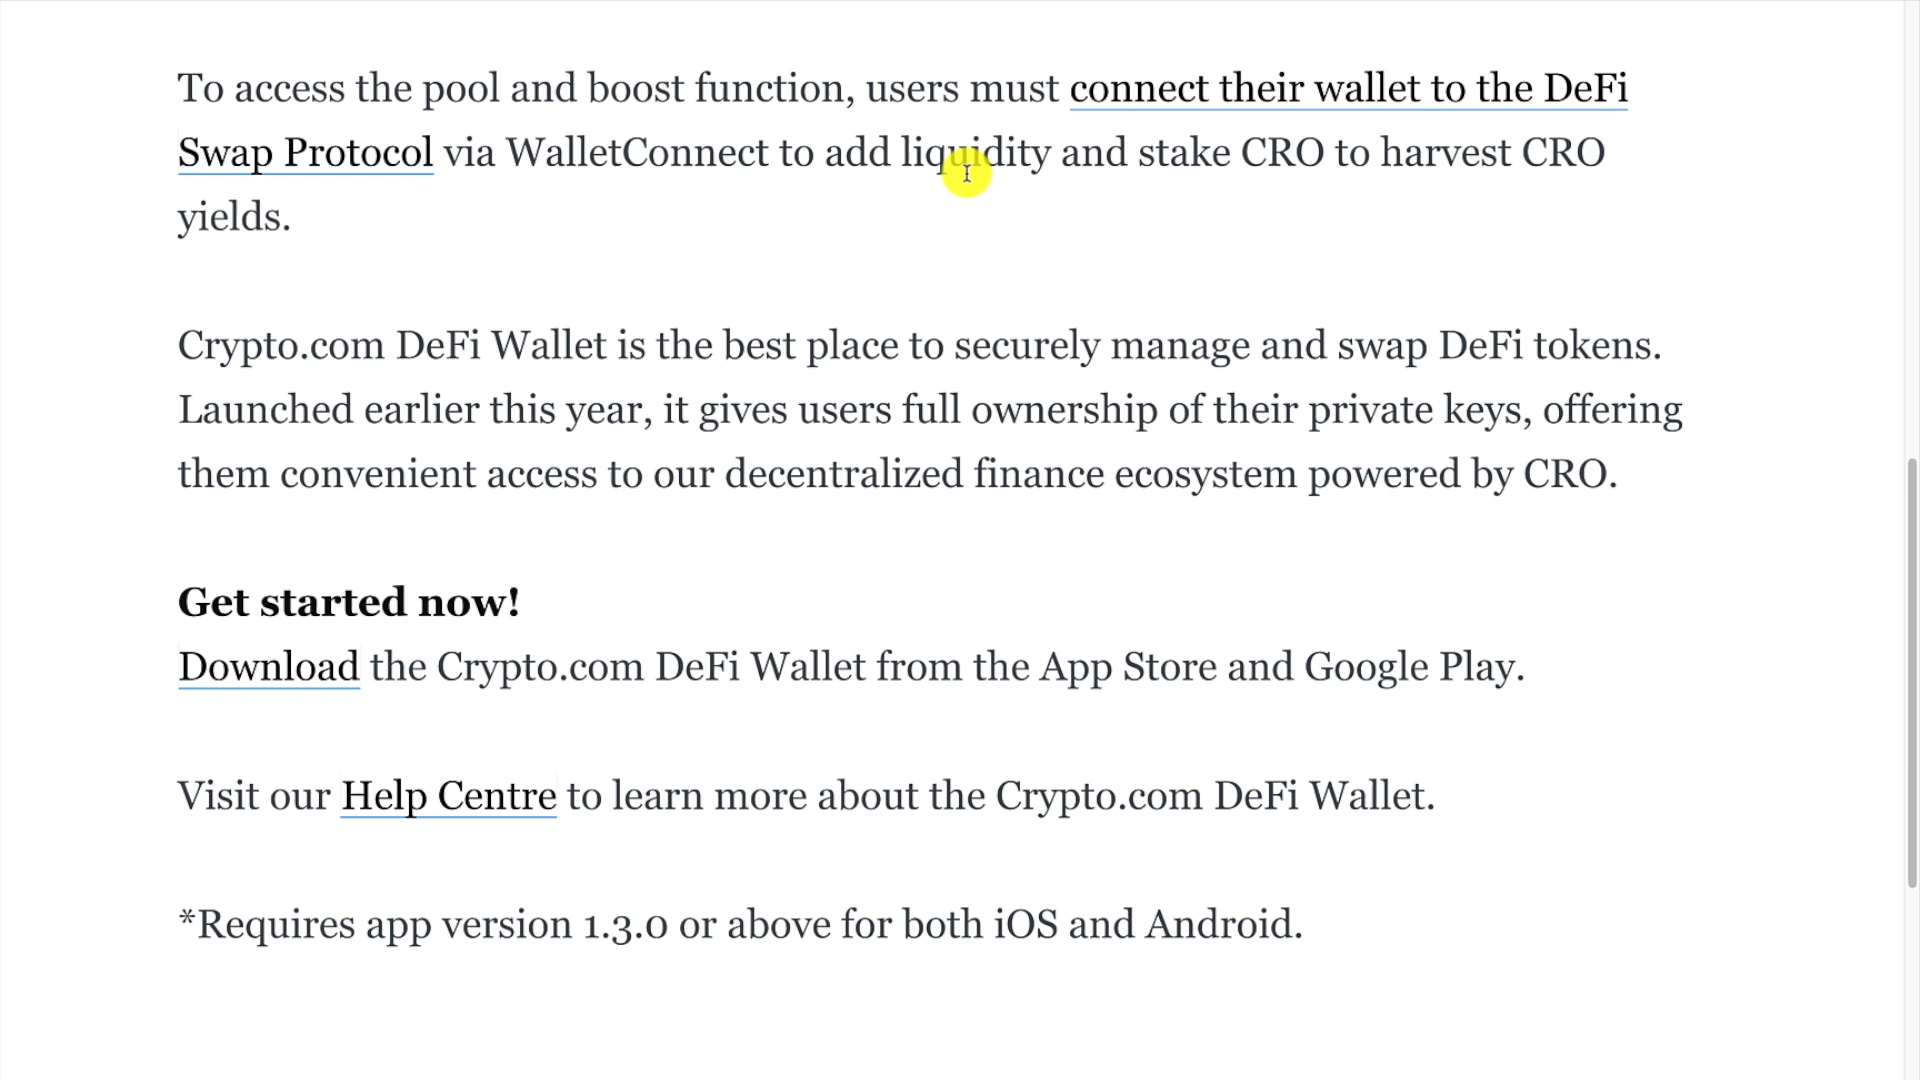 To access the pool and boost function, users must connect their wallet to the DeFi
Swap Protocol via WalletConnect to add liquidity and stake CRO to harvest CRO
yields.
Crypto.com DeFi Wallet is the best place to securely manage and swap DeFi tokens.
Launched earlier this year, it gives users full ownership of their private keys, offering
them convenient access to our decentralized finance ecosystem powered by CRO.
Get started now!
Download the Crypto.com DeFi Wallet from the App Store and Google Play.
Visit our Help Centre to learn more about the Crypto.com DeFi Wallet.
*Requires app version 1.3.0 or above for both iOS and Android.